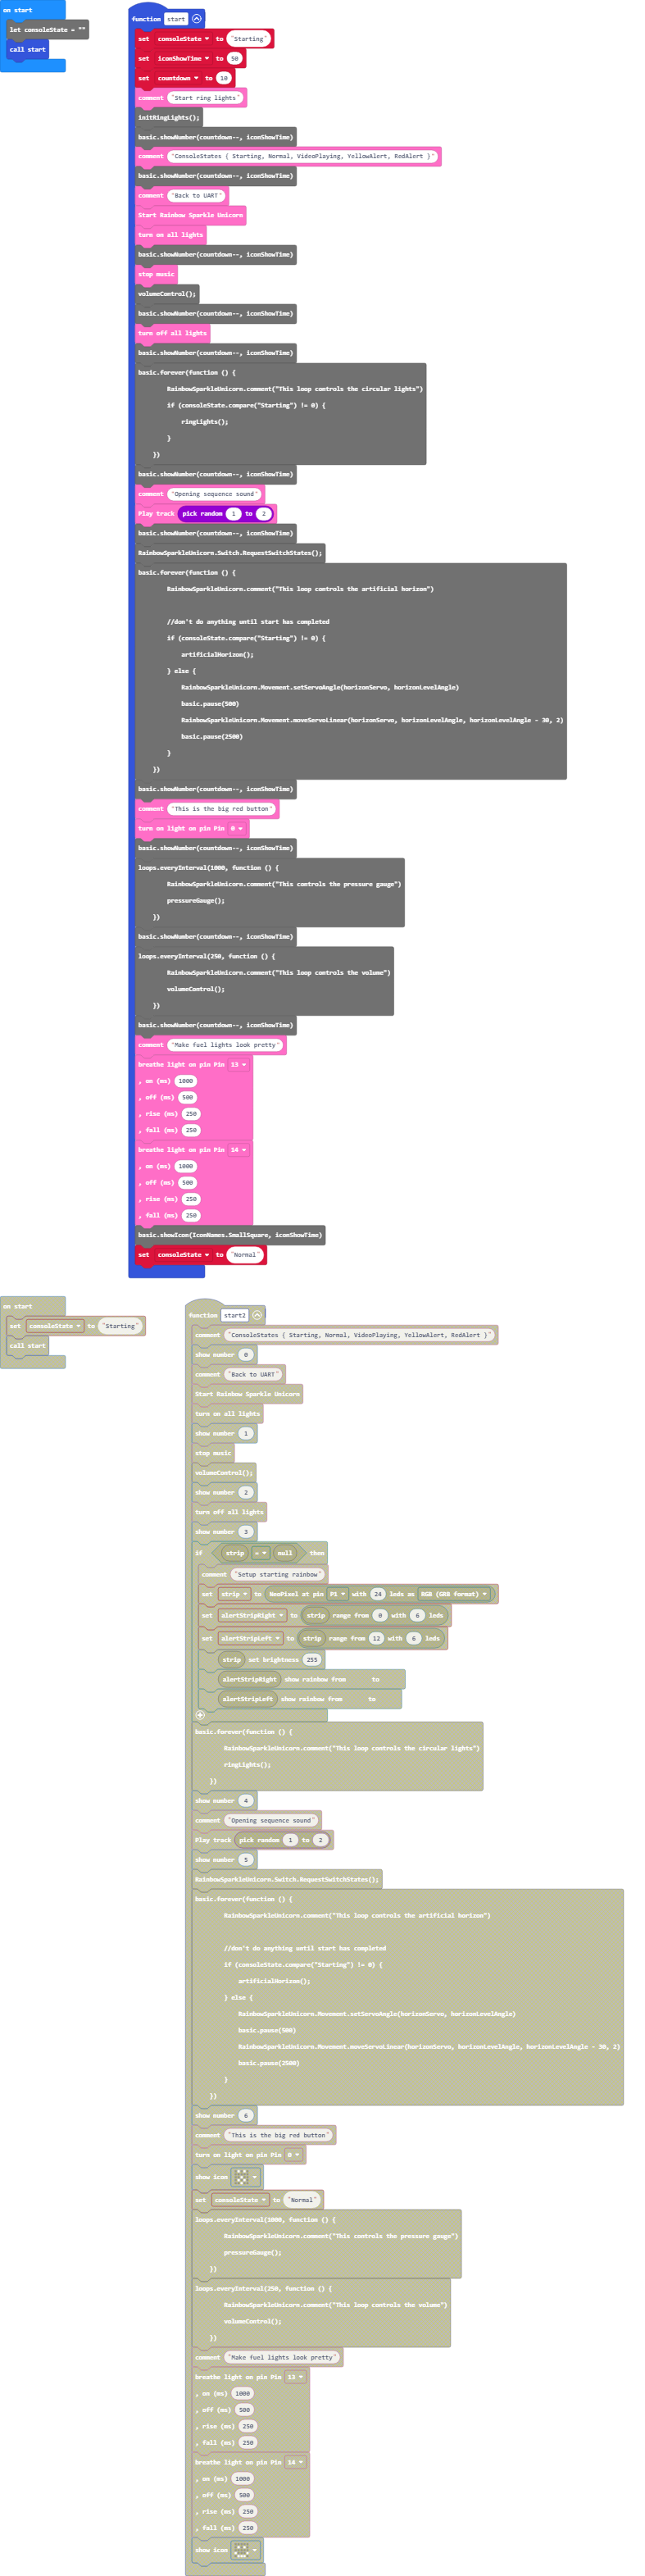 on start
let consoleState = ""
call start
function start
set consoleState to "Starting"
set iconShowTime to 50
set countdown to 10
comment "Start ring lights"
initRingLights();
basic.showNumber(countdown--, iconShowTime)
comment "ConsoleStates { Starting, Normal, VideoPlaying, YellowAlert, RedAlert }"
basic.showNumber(countdown--, iconShowTime)
comment "Back to UART"
Start Rainbow Sparkle Unicorn
turn on all lights
basic.showNumber(countdown--, iconShowTime)
stop music
volumeControl();
basic.showNumber(countdown--, iconShowTime)
turn off all lights
basic.showNumber(countdown--, iconShowTime)
basic.forever(function () {
RainbowSparkleUnicorn.comment("This loop controls the circular lights")
if (consoleState.compare("Starting") != 0) {
ringLights();
}
})
basic.showNumber(countdown--, iconShowTime)
comment "Opening sequence sound"
Play track pick random 1 to 2
basic.showNumber(countdown--, iconShowTime)
RainbowSparkleUnicorn.Switch.RequestSwitchStates();
basic.forever(function () {
RainbowSparkleUnicorn.comment("This loop controls the artificial horizon")
//don't do anything until start has completed
if (consoleState.compare("Starting") != 0) {
artificialHorizon();
} else {
RainbowSparkleUnicorn.Movement.setServoAngle(horizonServo, horizonLevelAngle)
basic.pause(500)
RainbowSparkleUnicorn.Movement.moveServoLinear(horizonServo, horizonLevelAngle, horizonLevelAngle - 30, 2)
basic.pause(2500)
}
})
basic.showNumber(countdown--, iconShowTime)
comment "This is the big red button"
turn on light on pin Pin 0
basic.showNumber(countdown--, iconShowTime)
loops.everyInterval(1000, function () {
RainbowSparkleUnicorn.comment("This controls the pressure gauge")
pressureGauge();
})
basic.showNumber(countdown--, iconShowTime)
loops.everyInterval(250, function () {
RainbowSparkleUnicorn.comment("This loop controls the volume")
volumeControl();
})
basic.showNumber(countdown--, iconShowTime)
comment "Make fuel lights look pretty"
breathe light on pin Pin 13
, on (ms) 1000
, off (ms) 500
, rise (ms) 250
, fall (ms) 250
breathe light on pin Pin 14
, on (ms) 1000
, off (ms) 500
, rise (ms) 250
, fall (ms) 250
basic.showIcon(IconNames.SmallSquare, iconShowTime)
set consoleState to "Normal"
on start
set consoleState to "Starting"
call start
function start2
comment "ConsoleStates { Starting, Normal, VideoPlaying, YellowAlert, RedAlert }"
show number 0
comment "Back to UART"
Start Rainbow Sparkle Unicorn
turn on all lights
show number 1
stop music
volumeControl();
show number 2
turn off all lights
show number 3
if strip = null then
comment "Setup starting rainbow"
set strip to NeoPixel at pin P1 with 24 leds as RGB (GRB format)
set alertStripRight to strip range from 0 with 6 leds
set alertStripLeft to strip range from 12 with 6 leds
strip set brightness 255
alertStripRight show rainbow from to
alertStripLeft show rainbow from to
basic.forever(function () {
RainbowSparkleUnicorn.comment("This loop controls the circular lights")
ringLights();
})
show number 4
comment "Opening sequence sound"
Play track pick random 1 to 2
show number 5
RainbowSparkleUnicorn.Switch.RequestSwitchStates();
basic.forever(function () {
RainbowSparkleUnicorn.comment("This loop controls the artificial horizon")
//don't do anything until start has completed
if (consoleState.compare("Starting") != 0) {
artificialHorizon();
} else {
RainbowSparkleUnicorn.Movement.setServoAngle(horizonServo, horizonLevelAngle)
basic.pause(500)
RainbowSparkleUnicorn.Movement.moveServoLinear(horizonServo, horizonLevelAngle, horizonLevelAngle - 30, 2)
basic.pause(2500)
}
})
show number 6
comment "This is the big red button"
turn on light on pin Pin 0
show icon
set consoleState to "Normal"
loops.everyInterval(1000, function () {
RainbowSparkleUnicorn.comment("This controls the pressure gauge")
pressureGauge();
})
loops.everyInterval(250, function () {
RainbowSparkleUnicorn.comment("This loop controls the volume")
volumeControl();
})
comment "Make fuel lights look pretty"
breathe light on pin Pin 13
, on (ms) 1000
, off (ms) 500
, rise (ms) 250
, fall (ms) 250
breathe light on pin Pin 14
, on (ms) 1000
, off (ms) 500
, rise (ms) 250
, fall (ms) 250
show icon